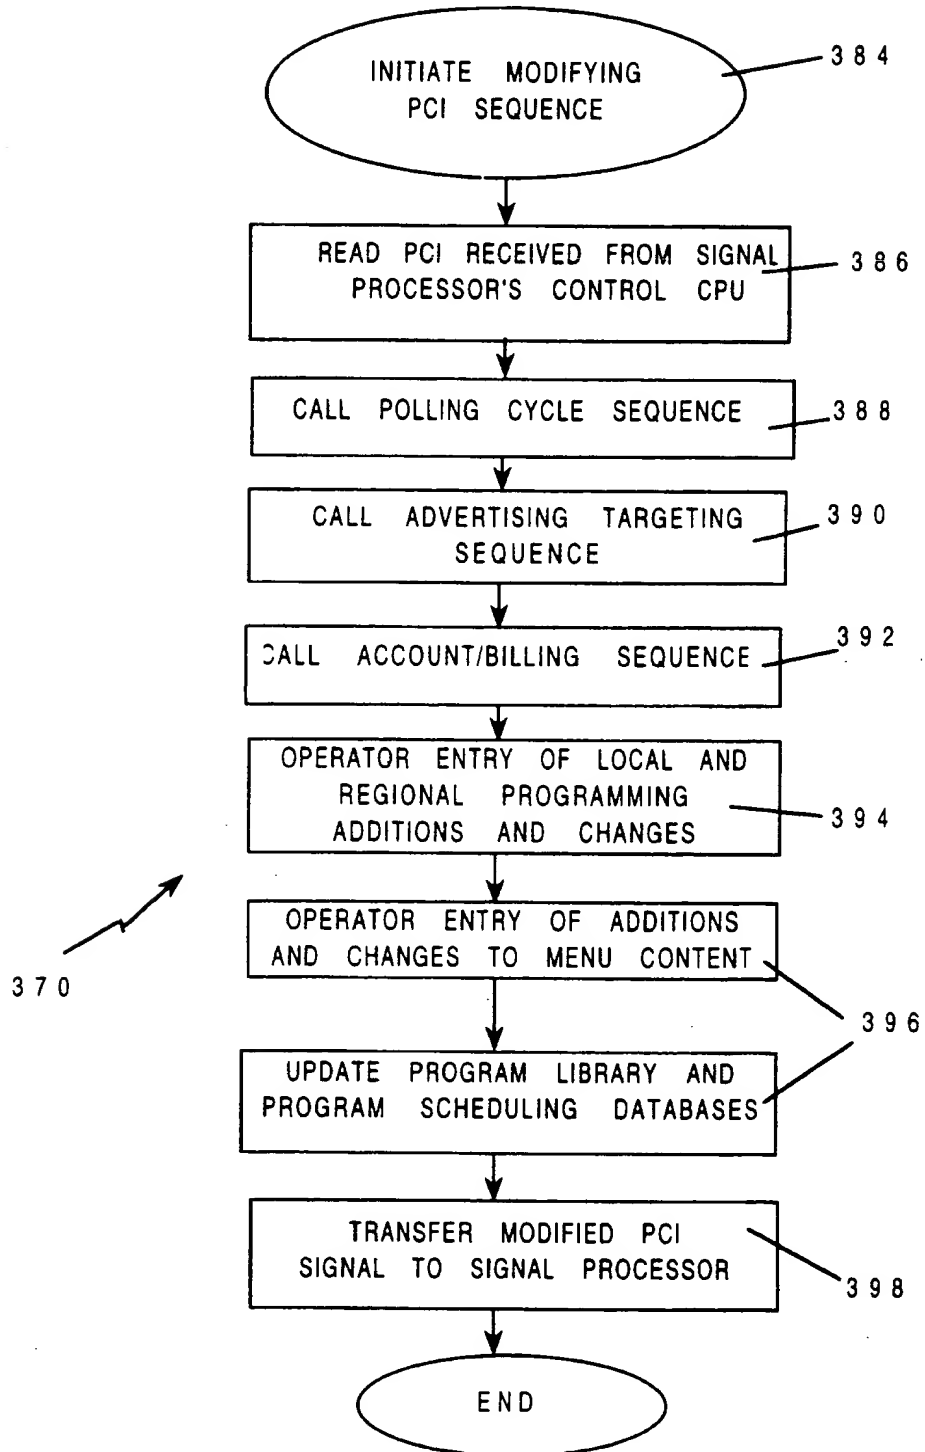 INITIATE MODIFYING
PCI SEQUENCE
384
READ PCI RECEIVED FROM SIGNAL
PROCESSOR'S CONTROL CPU
386
CALL POLLING CYCLE SEQUENCE
388
CALL ADVERTISING TARGETING
SEQUENCE
390
CALL ACCOUNT/BILLING SEQUENCE
392
OPERATOR ENTRY OF LOCAL AND
REGIONAL PROGRAMMING
ADDITIONS AND CHANGES
394
OPERATOR ENTRY OF ADDITIONS
AND CHANGES TO MENU CONTENT
370
396
UPDATE PROGRAM LIBRARY AND
PROGRAM SCHEDULING DATABASES
TRANSFER MODIFIED PCI
SIGNAL TO SIGNAL PROCESSOR
398
END